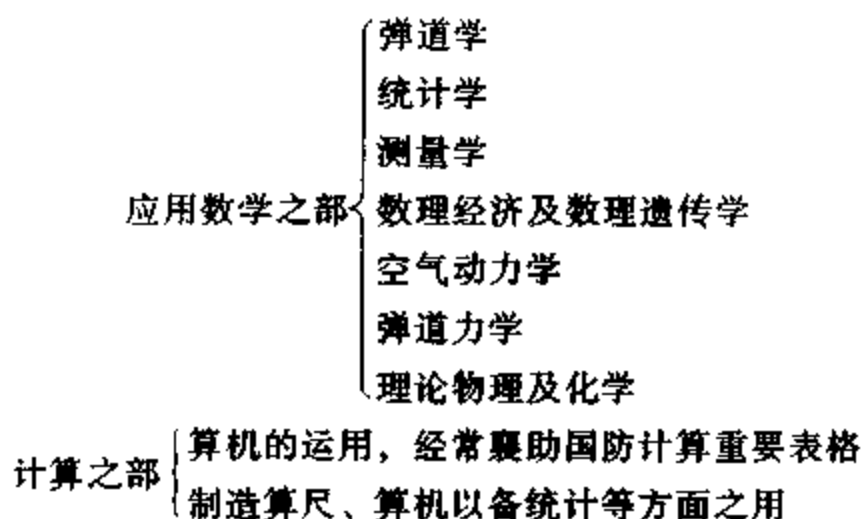 弹道学
统计学
测量学
应用数学之部 数理经济及数理遗传学
空气动力学
弹道力学
理论物理及化学
算机的运用，经常襄助国防计算重要表格
计算之部
制造算尺、算机以备统计等方面之用